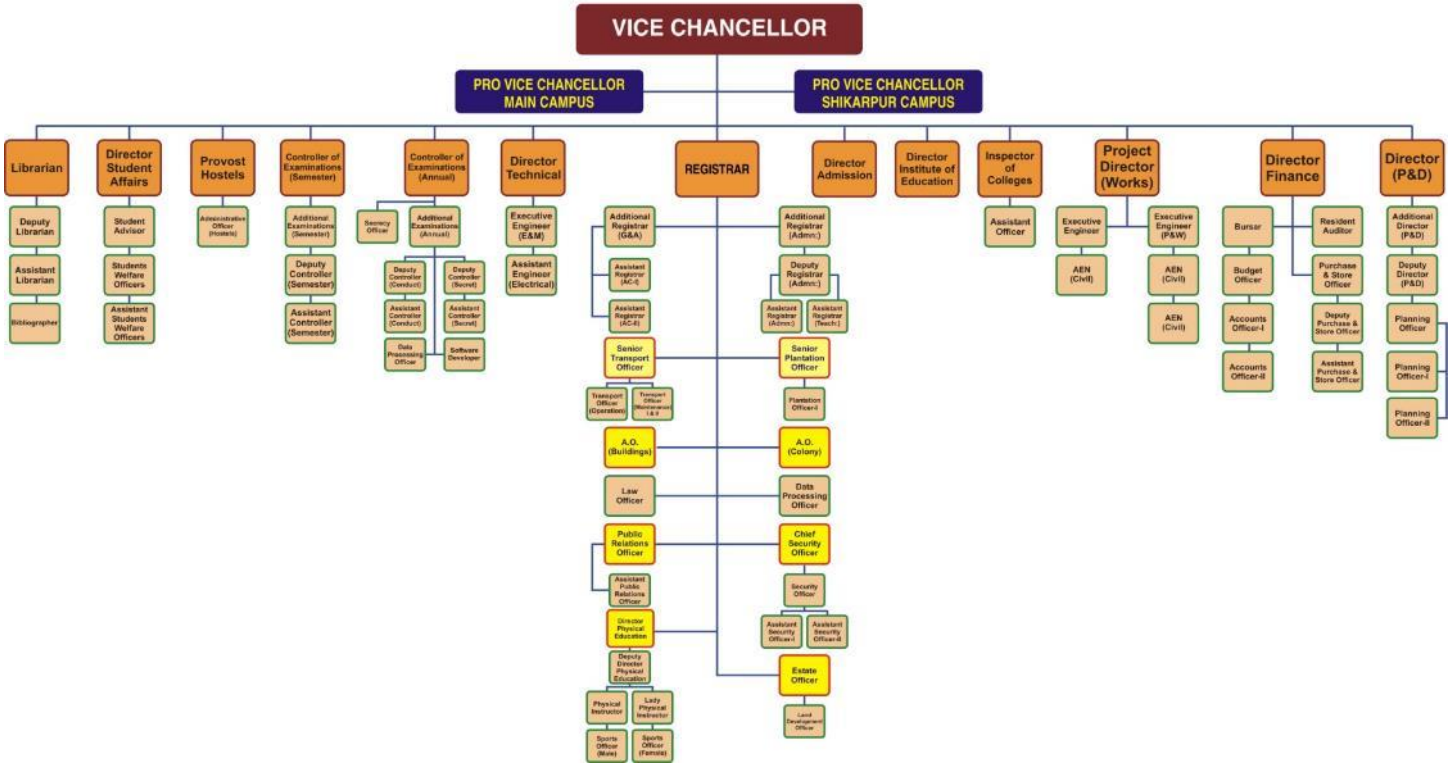 VICE CHANCELLOR
PRO VICE CHANCELLOR
MAIN CAMPUS
PRO VICE CHANCELLOR
SHIKARPUR CAMPUS
Librarian
Director
Student
Affairs
Provost
Hostels
Controller of
Examinations
(Semester)
Controller of
Examinations
(Annual)
Director
Technical
REGISTRAR
Director
Admission
Director
Institute of
Education
Inspector
of
Colleges
Project
Director
(Works)
Director
Finance
Director
(P&D)
Deputy
Librarian
Assistant
Librarian
Bibliographer
Student
Advisor
Students
Welfare
Officers
Assistant
Students
Welfare
Officers
Administrative
Officer
(Hostels)
Additional
Examinations
(Semester)
Deputy
Controller
(Semester)
Assistant
Controller
(Semester)
Secrecy
Officer
Additional
Examinations
(Annual)
Deputy
Controller
(Conduct)
Deputy
Controller
(Secret)
Assistant
Controller
(Conduct)
Assistant
Controller
(Secret)
Data
Processing
Officer
Software
Developer
Executive
Engineer
(E&M)
Assistant
Engineer
(Electrical)
Additional
Registrar
(G&A)
Additional
Registrar
(Admn:)
Assistant
Registrar
(AC-I)
Assistant
Registrar
(AC-II)
Deputy
Registrar
(Admn:)
Assistant
Registrar
(Admn:)
Assistant
Registrar
(Teach:)
Senior
Transport
Officer
Senior
Plantation
Officer
Transport
Officer
(Operation)
Transport
Officer
(Maintenance)
I & II
Plantation
Officer-I
A.O.
(Buildings)
A.O.
(Colony)
Law
Officer
Data
Processing
Officer
Public
Relations
Officer
Chief
Security
Officer
Assistant
Public
Relations
Officer
Security
Officer
Assistant
Security
Officer-I
Assistant
Security
Officer-II
Director
Physical
Education
Deputy
Director
Physical
Education
Physical
Instructor
Lady
Physical
Instructor
Sports
Officer
(Male)
Sports
Officer
(Female)
Estate
Officer
Land
Development
Officer
Assistant
Officer
Executive
Engineer
Executive
Engineer
(P&W)
AEN
(Civil)
AEN
(Civil)
AEN
(Civil)
Bursar
Resident
Auditor
Budget
Officer
Purchase
& Store
Officer
Accounts
Officer-I
Deputy
Purchase &
Store Officer
Accounts
Officer-II
Assistant
Purchase &
Store Officer
Additional
Director
(P&D)
Deputy
Director
(P&D)
Planning
Officer
Planning
Officer-I
Planning
Officer-II